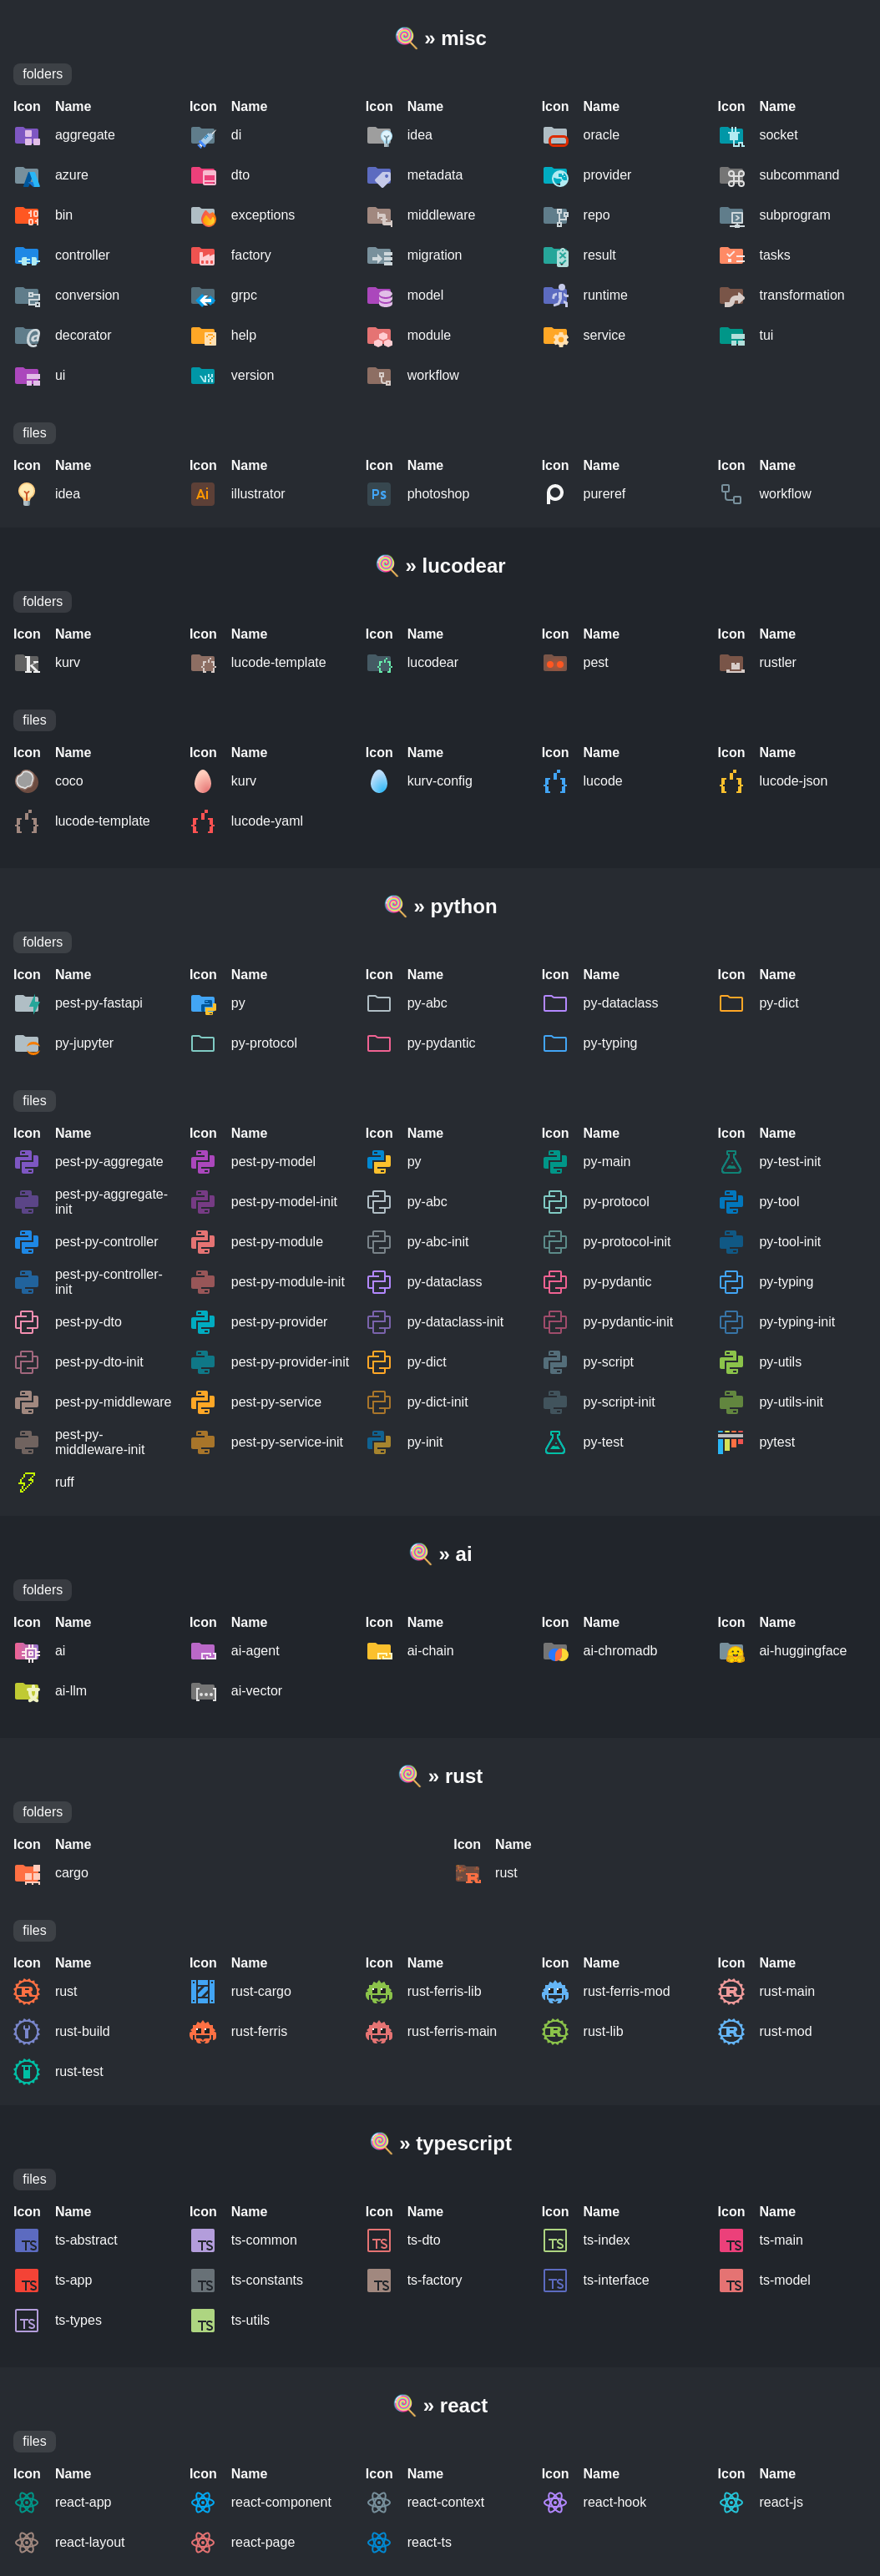 » misc
folders
Icon Name Icon Name Icon Name Icon Name Icon Name
aggregate di idea oracle socket
azure dto metadata provider subcommand
bin exceptions middleware repo subprogram
controller factory migration result tasks
conversion grpc model runtime transformation
decorator help module service tui
ui version workflow
files
Icon Name Icon Name Icon Name Icon Name Icon Name
idea Ai illustrator Ps photoshop pureref workflow
» lucodear
folders
Icon Name Icon Name Icon Name Icon Name Icon Name
k kurv lucode-template lucodear pest rustler
files
Icon Name Icon Name Icon Name Icon Name Icon Name
coco kurv kurv-config lucode lucode-json
lucode-template lucode-yaml
» python
folders
Icon Name Icon Name Icon Name Icon Name Icon Name
pest-py-fastapi py py-abc py-dataclass py-dict
py-jupyter py-protocol py-pydantic py-typing
files
Icon Name Icon Name Icon Name Icon Name Icon Name
pest-py-aggregate pest-py-model py py-main py-test-init
pest-py-aggregate-
init pest-py-model-init py-abc py-protocol py-tool
pest-py-controller pest-py-module py-abc-init py-protocol-init py-tool-init
pest-py-controller-
init pest-py-module-init py-dataclass py-pydantic py-typing
pest-py-dto pest-py-provider py-dataclass-init py-pydantic-init py-typing-init
pest-py-dto-init pest-py-provider-init py-dict py-script py-utils
pest-py-middleware pest-py-service py-dict-init py-script-init py-utils-init
pest-py-
middleware-init pest-py-service-init py-init py-test pytest
ruff
» ai
folders
Icon Name Icon Name Icon Name Icon Name Icon Name
ai ai-agent ai-chain ai-chromadb ai-huggingface
ai-llm ai-vector
» rust
folders
Icon Name Icon Name
cargo R rust
files
Icon Name Icon Name Icon Name Icon Name Icon Name
R rust rust-cargo rust-ferris-lib rust-ferris-mod R rust-main
rust-build rust-ferris rust-ferris-main R rust-lib R rust-mod
rust-test
» typescript
files
Icon Name Icon Name Icon Name Icon Name Icon Name
TS ts-abstract TS ts-common TS ts-dto TS ts-index TS ts-main
TS ts-app TS ts-constants TS ts-factory TS ts-interface TS ts-model
TS ts-types TS ts-utils
» react
files
Icon Name Icon Name Icon Name Icon Name Icon Name
react-app react-component react-context react-hook react-js
react-layout react-page react-ts